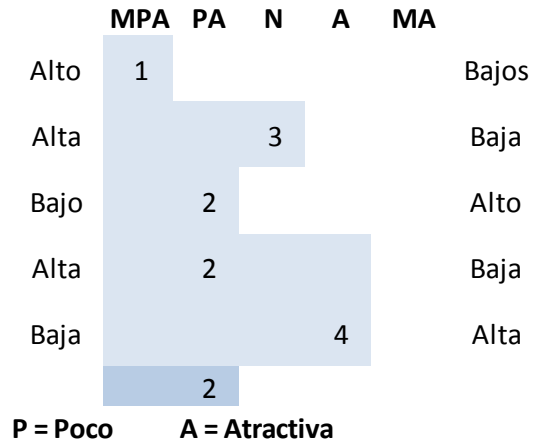 MPA PA N A MA
Alto 1 Bajos
Alta 3 Baja
Bajo 2 Alto
Alta 2 Baja
Baja 4 Alta
2
P = Poco A = Atractiva